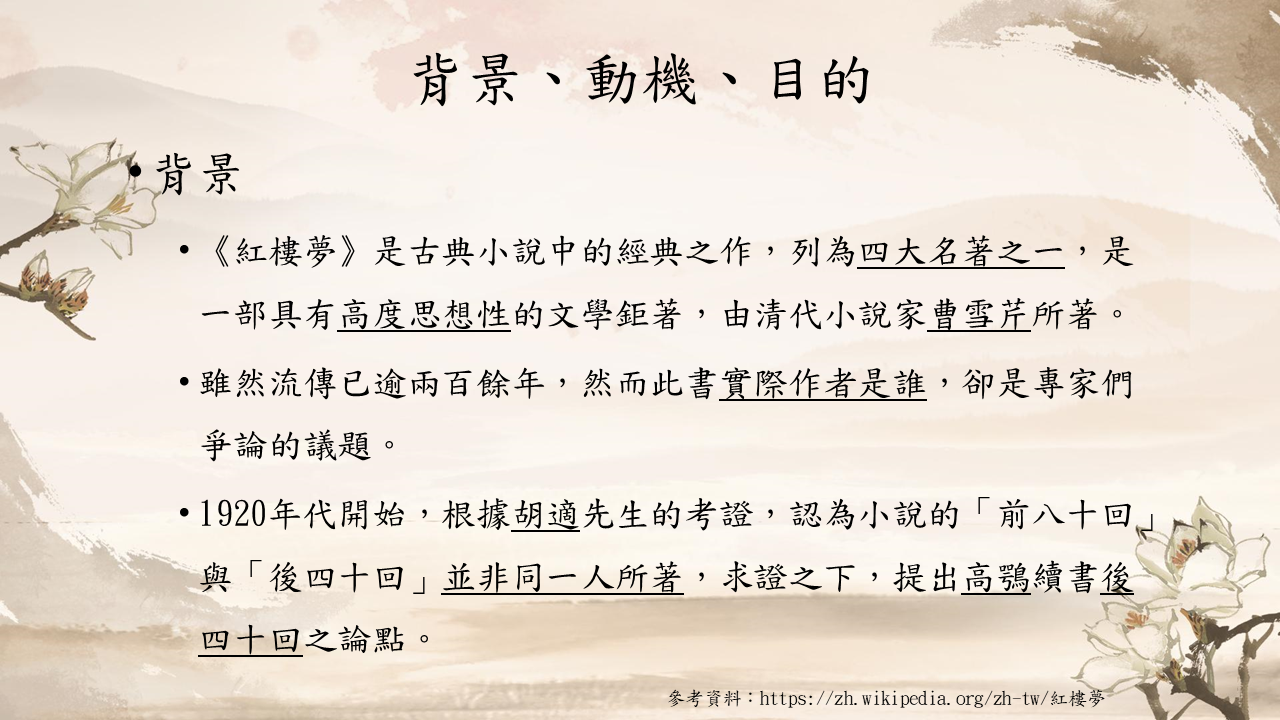 背景、動機、目的
• 背景
• 《紅樓夢》是古典小說中的經典之作，列為四大名著之一，是
一部具有高度思想性的文學鉅著，由清代小說家曹雪芹所著。
• 雖然流傳已逾兩百餘年，然而此書實際作者是誰，卻是專家們
爭論的議題。
• 1920年代開始，根據胡適先生的考證，認為小說的「前八十回」
與「後四十回」並非同一人所著，求證之下，提出高鶚續書後
四十回之論點。
參考資料：https://zh.wikipedia.org/zh-tw/紅樓夢